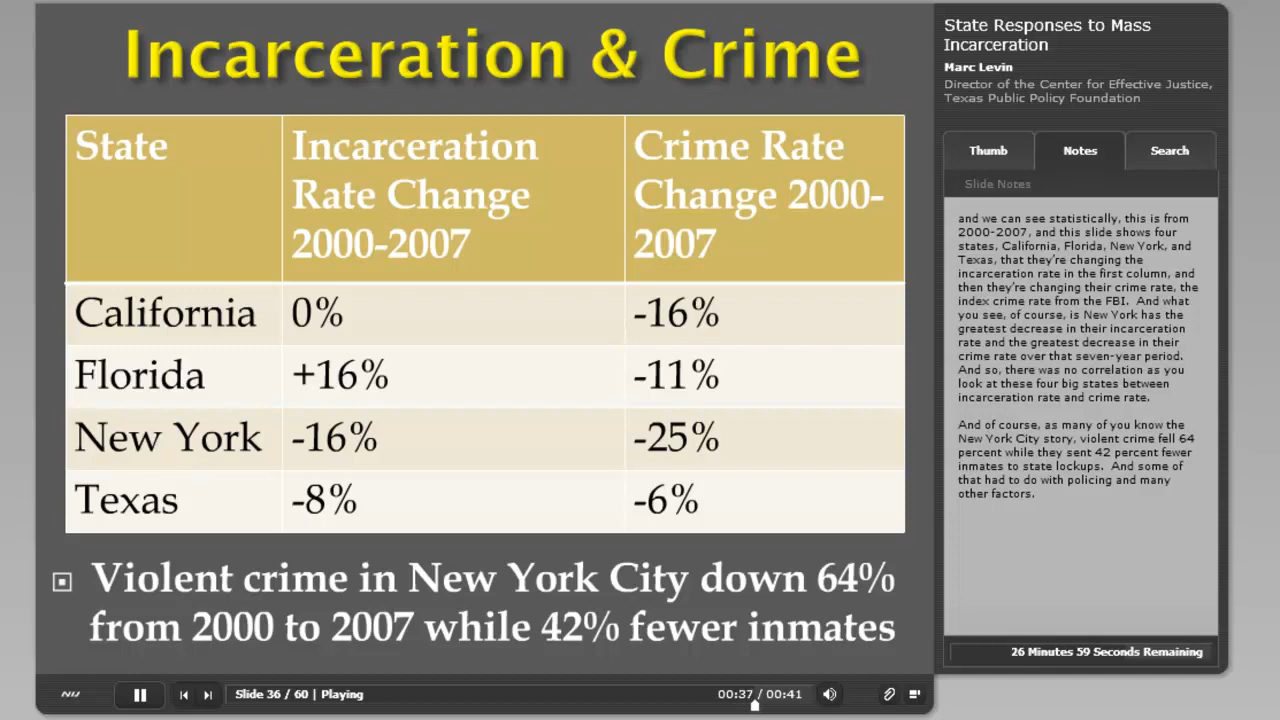 Incarceration & Crime
State
Incarceration
Rate Change
2000-2007
Crime Rate
Change 2000-
2007
California 0% -16%
Florida +16% -11%
New York -16% -25%
Texas -8% -6%
Violent crime in New York City down 64%
from 2000 to 2007 while 42% fewer inmates
Slide 36 / 60 | Playing
00:37 / 00:41
State Responses to Mass
Incarceration
Marc Levin
Director of the Center for Effective Justice,
Texas Public Policy Foundation
Thumb Notes Search
Slide Notes
and we can see statistically, this is from
2000-2007, and this slide shows four
states, California, Florida, New York, and
Texas, that they're changing the
incarceration rate in the first column, and
then they're changing their crime rate, the
index crime rate from the FBI. And what
you see, of course, is New York has the
greatest decrease in their incarceration
rate and the greatest decrease in their
crime rate over that seven-year period.
And so, there was no correlation as you
look at these four big states between
incarceration rate and crime rate.
And of course, as many of you know the
New York City story, violent crime fell 64
percent while they sent 42 percent fewer
inmates to state lockups. And some of
that had to do with policing and many
other factors.
26 Minutes 59 Seconds Remaining